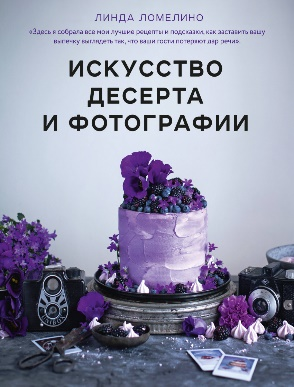 ЛИНДА ЛОМЕЛИНО
«Здесь я собрала все мои лучшие рецепты и подсказки, как заставить вашу
выпечку выглядеть так, что ваши гости потеряют дар речи»
ИСКУССТВО
ДЕСЕРТА
И ФОТОГРАФИИ